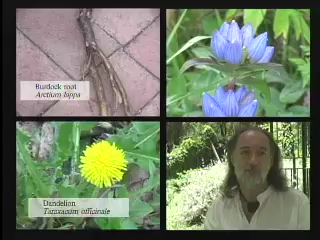 Burdock root
Arctium lappa
Dandelion
Taraxacum officinale